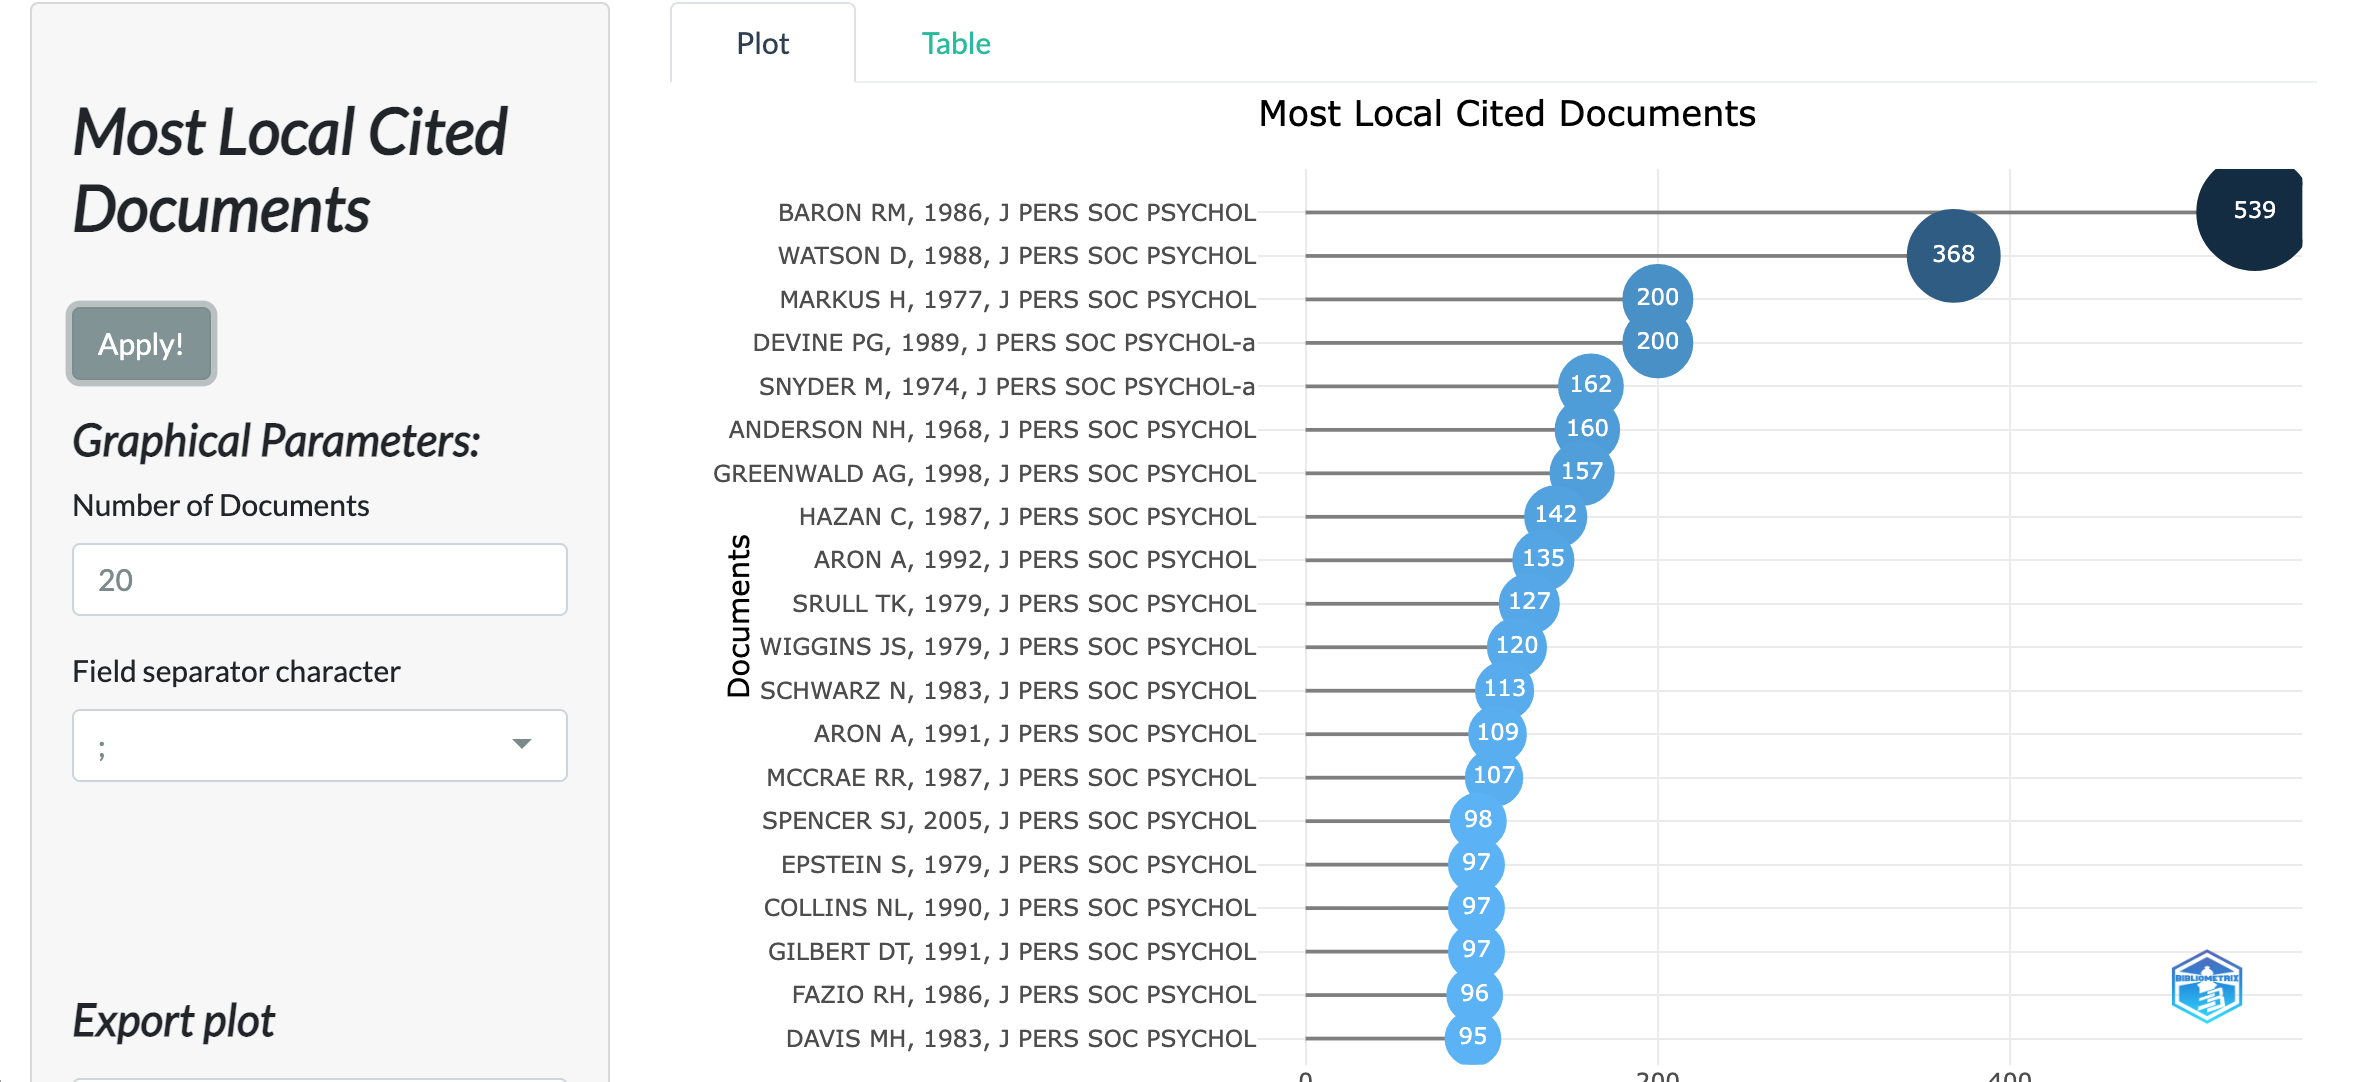 Most Local Cited
Documents
Apply!
Graphical Parameters:
Number of Documents
20
Field separator character
;
Export plot
Plot
Table
Most Local Cited Documents
Documents
BARON RM, 1986, J PERS SOC PSYCHOL 539
WATSON D, 1988, J PERS SOC PSYCHOL 368
MARKUS H, 1977, J PERS SOC PSYCHOL 200
DEVINE PG, 1989, J PERS SOC PSYCHOL-a 200
SNYDER M, 1974, J PERS SOC PSYCHOL-a 162
ANDERSON NH, 1968, J PERS SOC PSYCHOL 160
GREENWALD AG, 1998, J PERS SOC PSYCHOL 157
HAZAN C, 1987, J PERS SOC PSYCHOL 142
ARON A, 1992, J PERS SOC PSYCHOL 135
SRULL TK, 1979, J PERS SOC PSYCHOL 127
WIGGINS JS, 1979, J PERS SOC PSYCHOL 120
SCHWARZ N, 1983, J PERS SOC PSYCHOL 113
ARON A, 1991, J PERS SOC PSYCHOL 109
MCCRAE RR, 1987, J PERS SOC PSYCHOL 107
SPENCER SJ, 2005, J PERS SOC PSYCHOL 98
EPSTEIN S, 1979, J PERS SOC PSYCHOL 97
COLLINS NL, 1990, J PERS SOC PSYCHOL 97
GILBERT DT, 1991, J PERS SOC PSYCHOL 97
FAZIO RH, 1986, J PERS SOC PSYCHOL 96
DAVIS MH, 1983, J PERS SOC PSYCHOL 95
BIBLIOMETRIX
0 200 400